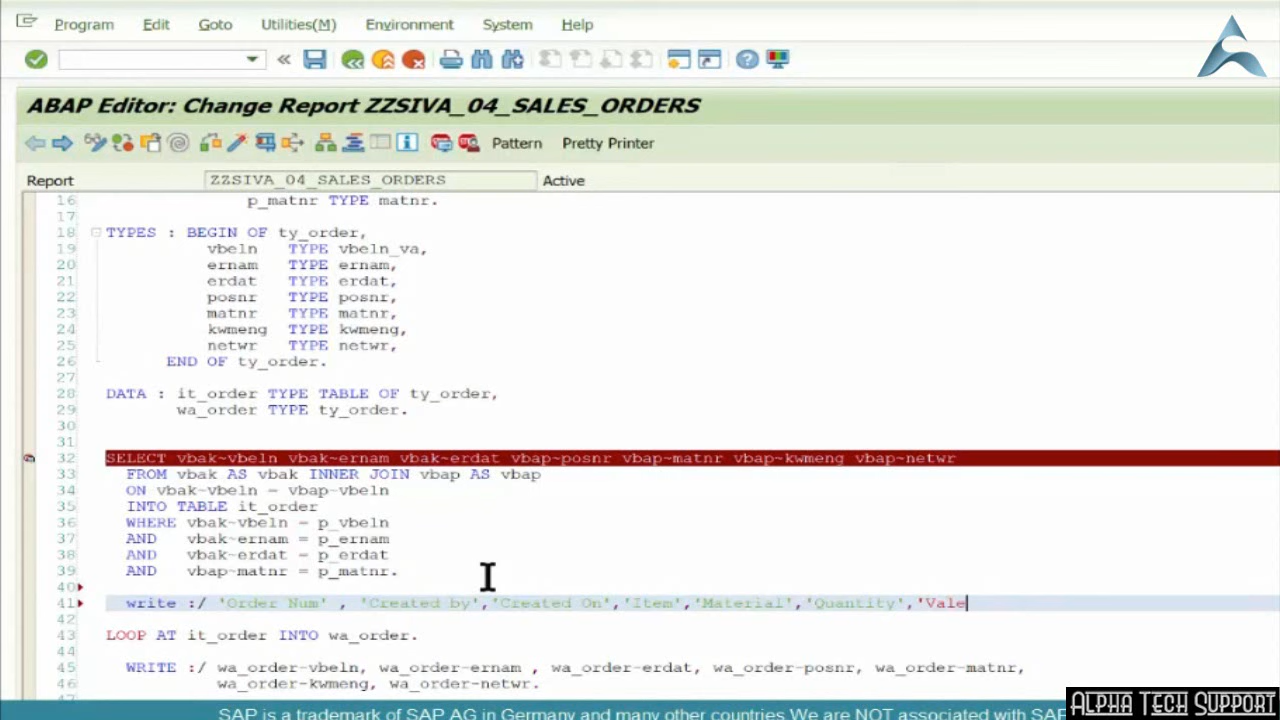 Program Edit Goto Utilities(M) Environment System Help
ABAP Editor: Change Report ZZSIVA_04_SALES_ORDERS
Pattern Pretty Printer
Report ZZSIVA_04_SALES_ORDERS Active
16 p_matnr TYPE matnr.
17
18 TYPES : BEGIN OF ty_order,
19 vbeln TYPE vbeln_va,
20 ernam TYPE ernam,
21 erdat TYPE erdat,
22 posnr TYPE posnr,
23 matnr TYPE matnr,
24 kwmeng TYPE kwmeng,
25 netwr TYPE netwr,
26 END OF ty_order.
27
28 DATA : it_order TYPE TABLE OF ty_order,
29 wa_order TYPE ty_order.
30
31
32 SELECT vbak~vbeln vbak~ernam vbak~erdat vbap~posnr vbap~matnr vbap~kwmeng vbap~netwr
33 FROM vbak AS vbak INNER JOIN vbap AS vbap
34 ON vbak~vbeln = vbap~vbeln
35 INTO TABLE it_order
36 WHERE vbak~vbeln = p_vbeln
37 AND vbak~ernam = p_ernam
38 AND vbak~erdat = p_erdat
39 AND vbap~matnr = p_matnr.
40
41 write :/ 'Order Num' , 'Created by','Created On','Item','Material','Quantity','Vale
42
43 LOOP AT it_order INTO wa_order.
44
45 WRITE :/ wa_order-vbeln, wa_order-ernam , wa_order-erdat, wa_order-posnr, wa_order-matnr,
46 wa_order-kwmeng, wa_order-netwr.
ALPHA TECH SUPPORT
SAP is a trademark of SAP AG in Germany and many other countries We are NOT associated with SAP